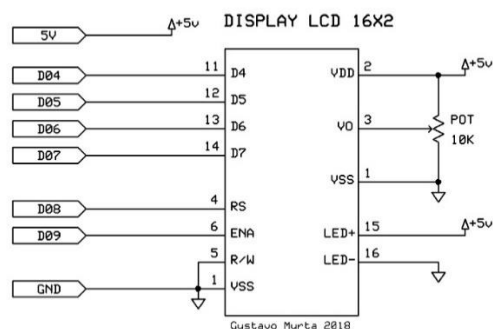 DISPLAY LCD 16X2
5V
+5v
D04
11
D4
D05
12
D5
D06
13
D6
D07
14
D7
D08
4
RS
D09
6
ENA
5
R/W
GND
1
VSS
VDD
2
+5v
VO
3
POT
10K
VSS
1
LED+
15
+5v
LED-
16
Gustavo Murta 2018